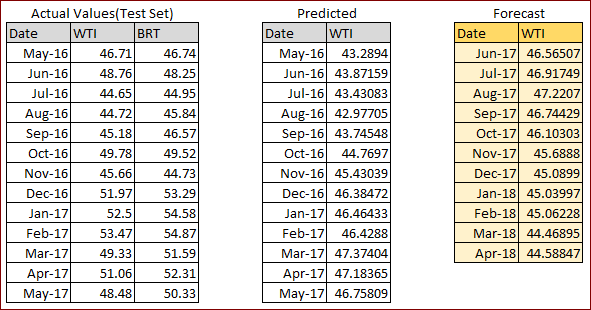 Actual Values(Test Set) Predicted Forecast
Date WTI BRT Date WTI Date WTI
May-16 46.71 46.74 May-16 43.2894 Jun-17 46.56507
Jun-16 48.76 48.25 Jun-16 43.87159 Jul-17 46.91749
Jul-16 44.65 44.95 Jul-16 43.43083 Aug-17 47.2207
Aug-16 44.72 45.84 Aug-16 42.97705 Sep-17 46.74429
Sep-16 45.18 46.57 Sep-16 43.74548 Oct-17 46.10303
Oct-16 49.78 49.52 Oct-16 44.7697 Nov-17 45.6888
Nov-16 45.66 44.73 Nov-16 45.43039 Dec-17 45.0899
Dec-16 51.97 53.29 Dec-16 46.38472 Jan-18 45.03997
Jan-17 52.5 54.58 Jan-17 46.46433 Feb-18 45.06228
Feb-17 53.47 54.87 Feb-17 46.4288 Mar-18 44.46895
Mar-17 49.33 51.59 Mar-17 47.37404 Apr-18 44.58847
Apr-17 51.06 52.31 Apr-17 47.18365
May-17 48.48 50.33 May-17 46.75809